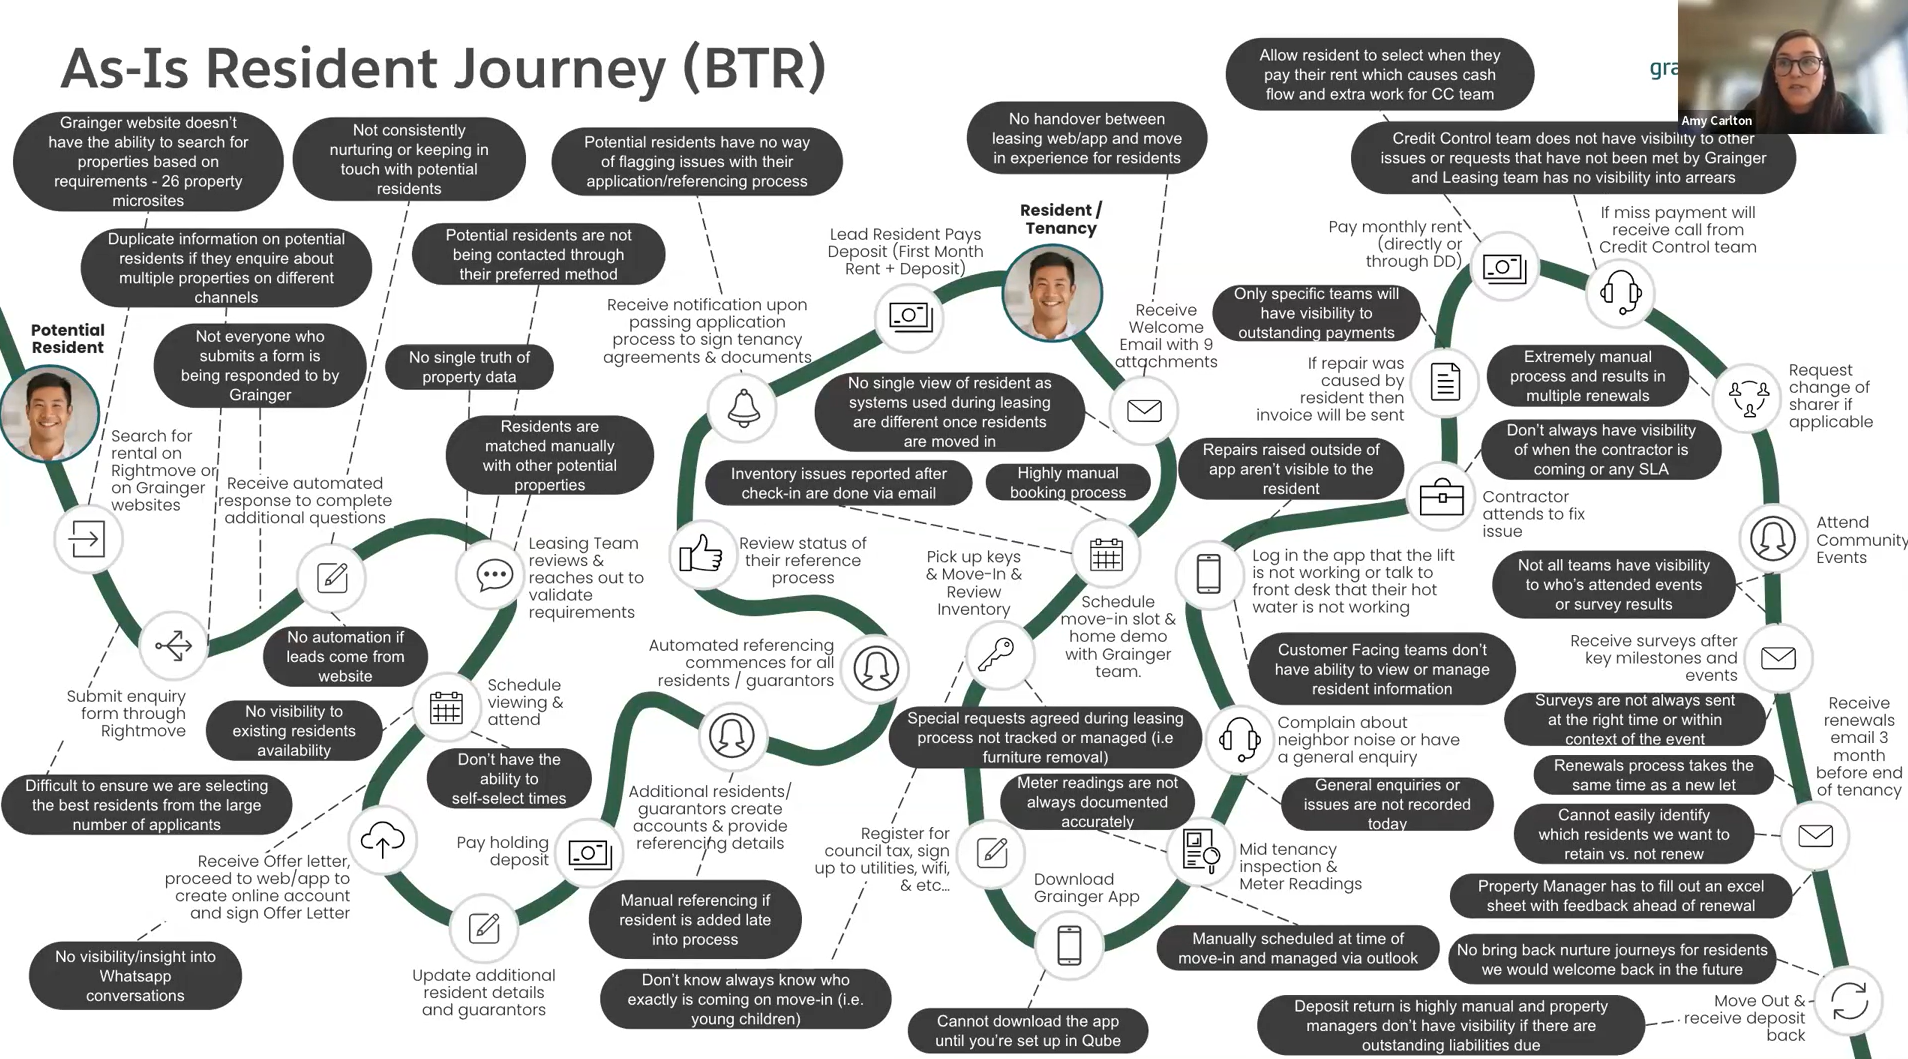 As-Is Resident Journey (BTR)
gra
Amy Carlton
Grainger website doesn't
have the ability to search for
properties based on
requirements - 26 property
microsites
Not consistently
nurturing or keeping in
touch with potential
residents
Potential residents have no way
of flagging issues with their
application/referencing process
No handover between
leasing web/app and move
in experience for residents
Allow resident to select when they
pay their rent which causes cash
flow and extra work for CC team
Credit Control team does not have visibility to other
issues or requests that have not been met by Grainger
and Leasing team has no visibility into arrears
Duplicate information on potential
residents if they enquire about
multiple properties on different
channels
Potential residents are not
being contacted through
their preferred method
Not everyone who
submits a form is
being responded to by
Grainger
No single truth of
property data
Residents are
matched manually
with other potential
properties
Potential
Resident
Search for
rental on
Rightmove or
on Grainger
websites
Submit enquiry
form through
Rightmove
Receive automated
response to complete
additional questions
Leasing Team
reviews &
reaches out to
validate
requirements
No automation if
leads come from
website
No visibility to
existing residents
availability
Schedule
viewing &
attend
Don't have the
ability to
self-select times
Difficult to ensure we are selecting
the best residents from the large
number of applicants
Receive Offer letter,
proceed to web/app to
create online account
and sign Offer Letter
No visibility/insight into
Whatsapp
conversations
Update additional
resident details
and guarantors
Pay holding
deposit
Additional residents/
guarantors create
accounts & provide
referencing details
Manual referencing if
resident is added late
into process
Automated referencing
commences for all
residents / guarantors
Review status of
their reference
process
Receive notification upon
passing application
process to sign tenancy
agreements & documents
Lead Resident Pays
Deposit (First Month
Rent + Deposit)
Resident /
Tenancy
Receive
Welcome
Email with 9
attachments
No single view of resident as
systems used during leasing
are different once residents
are moved in
Inventory issues reported after
check-in are done via email
Highly manual
booking process
Schedule
move-in slot &
home demo
with Grainger
team.
Pick up keys
& Move-In &
Review
Inventory
Special requests agreed during leasing
process not tracked or managed (i.e
furniture removal)
Don't know always know who
exactly is coming on move-in (i.e.
young children)
Register for
council tax, sign
up to utilities, wifi,
& etc...
Download
Grainger App
Cannot download the app
until you're set up in Qube
Meter readings are not
always documented
accurately
Mid tenancy
inspection &
Meter Readings
Manually scheduled at time of
move-in and managed via outlook
Complain about
neighbor noise or have
a general enquiry
General enquiries or
issues are not recorded
today
Customer Facing teams don't
have ability to view or manage
resident information
Log in the app that the lift
is not working or talk to
front desk that their hot
water is not working
Repairs raised outside of
app aren't visible to the
resident
Contractor
attends to fix
issue
Don't always have visibility
of when the contractor is
coming or any SLA
If repair was
caused by
resident then
invoice will be sent
Only specific teams will
have visibility to
outstanding payments
Pay monthly rent
(directly or
through DD)
If miss payment will
receive call from
Credit Control team
Extremely manual
process and results in
multiple renewals
Request
change of
sharer if
applicable
Attend
Community
Events
Not all teams have visibility
to who's attended events
or survey results
Receive surveys after
key milestones and
events
Surveys are not always sent
at the right time or within
context of the event
Receive
renewals
email 3
month
before end
of tenancy
Renewals process takes the
same time as a new let
Cannot easily identify
which residents we want to
retain vs. not renew
Property Manager has to fill out an excel
sheet with feedback ahead of renewal
No bring back nurture journeys for residents
we would welcome back in the future
Move Out &
receive deposit
back
Deposit return is highly manual and property
managers don't have visibility if there are
outstanding liabilities due